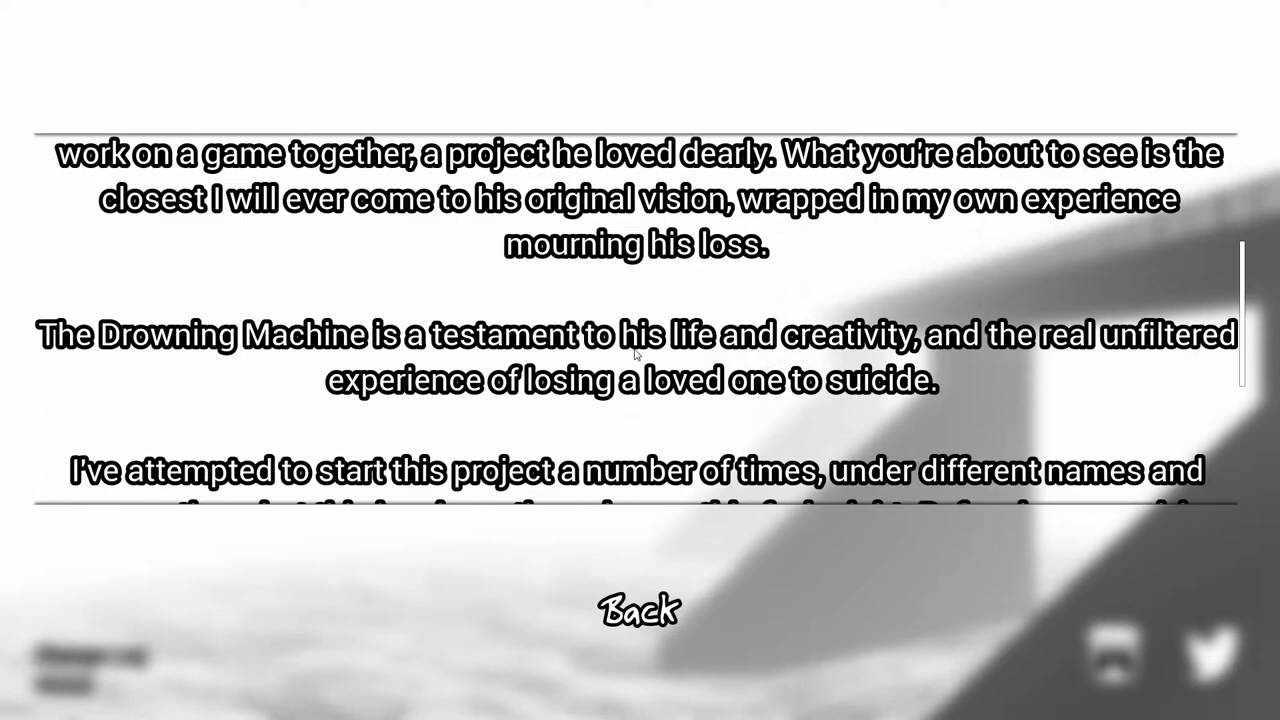 work on a game together, a project he loved dearly. What you're about to see is the
closest I will ever come to his original vision, wrapped in my own experience
mourning his loss.
The Drowning Machine is a testament to his life and creativity, and the real unfiltered
experience of losing a loved one to suicide.
I've attempted to start this project a number of times, under different names and
Back